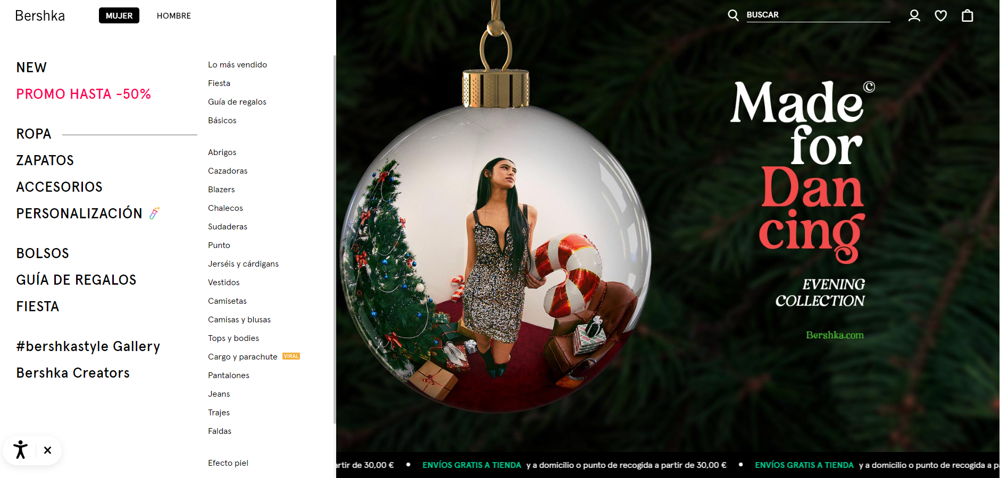 Bershka
MUJER
HOMBRE
BUSCAR
NEW
PROMO HASTA -50%
ROPA
ZAPATOS
ACCESORIOS
PERSONALIZACIÓN
BOLSOS
GUÍA DE REGALOS
FIESTA
#bershkastyle Gallery
Bershka Creators
Lo más vendido
Fiesta
Guía de regalos
Básicos
Abrigos
Cazadoras
Blazers
Chalecos
Sudaderas
Punto
Jerséis y cárdigans
Vestidos
Camisetas
Camisas y blusas
Tops y bodies
Cargo y parachute VIRAL
Pantalones
Jeans
Trajes
Faldas
Efecto piel
Made©
for
Dan
cing
EVENING
COLLECTION
Bershka.com
artir de 30,00 € • ENVÍOS GRATIS A TIENDA y a domicilio o punto de recogida a partir de 30,00 € • ENVÍOS GRATIS A TIENDA y a domicilio o punto de recogida a p